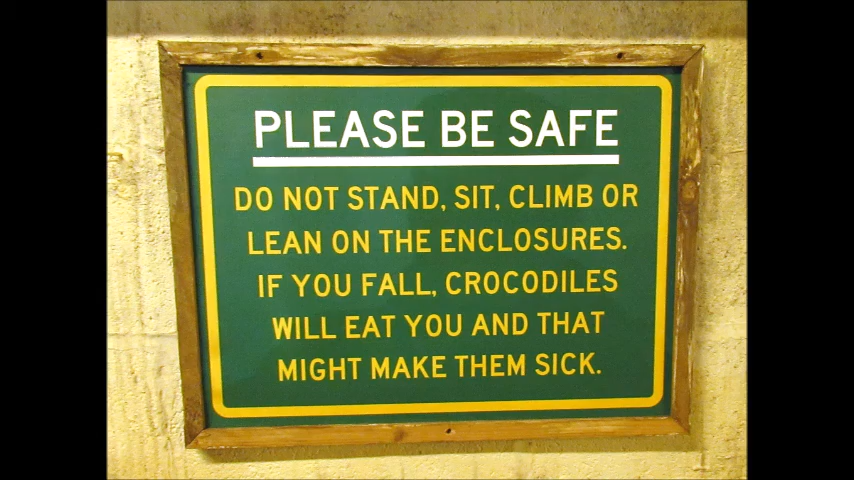 PLEASE BE SAFE
DO NOT STAND, SIT, CLIMB OR
LEAN ON THE ENCLOSURES.
IF YOU FALL, CROCODILES
WILL EAT YOU AND THAT
MIGHT MAKE THEM SICK.